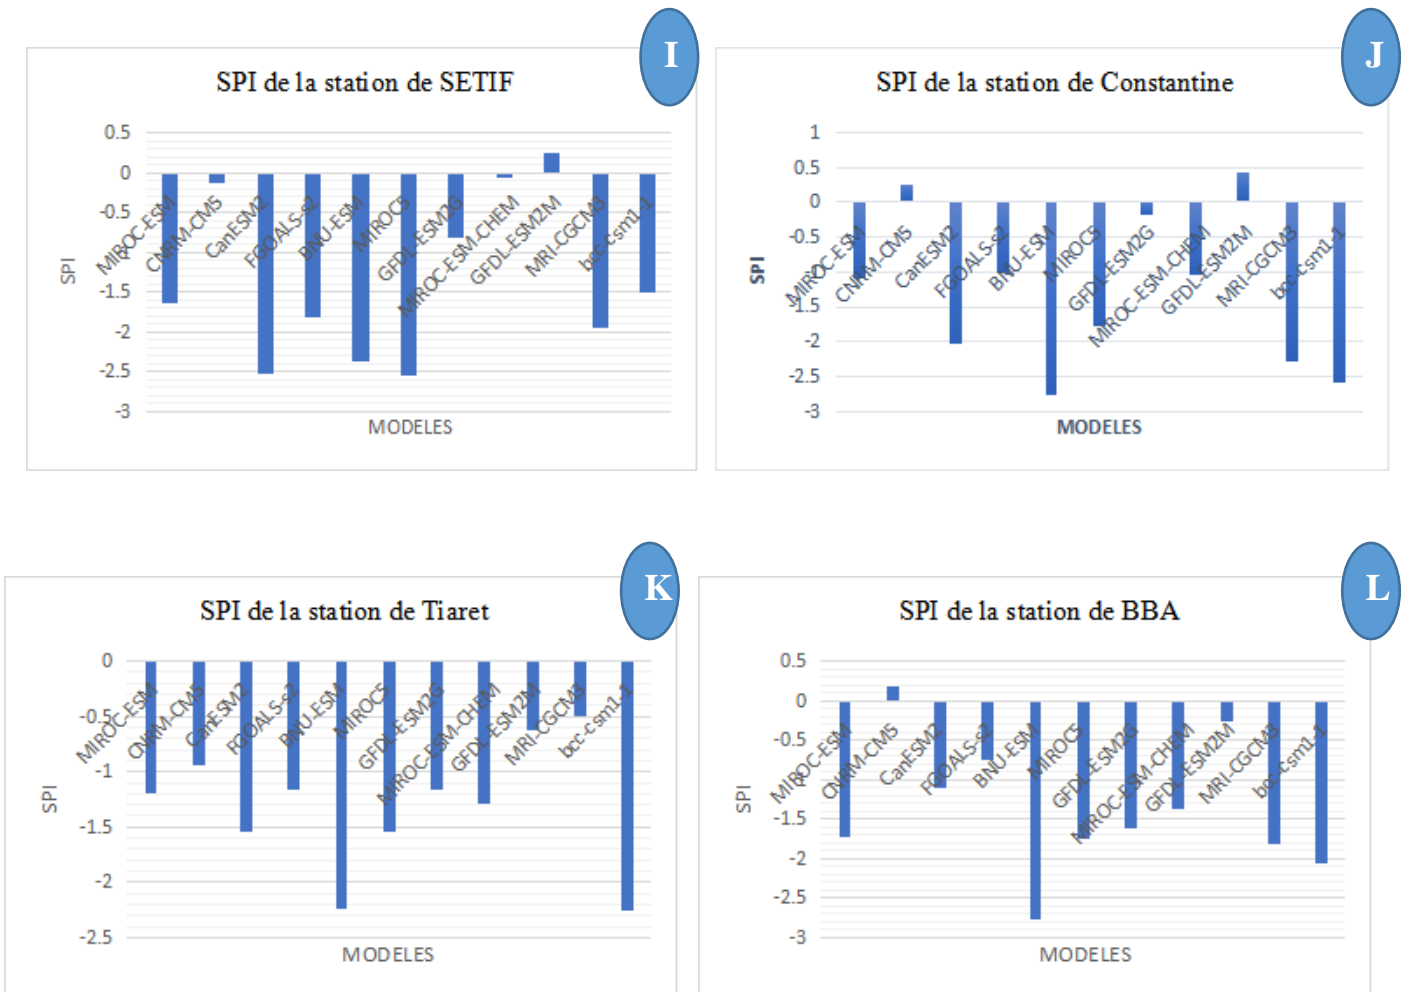 I
SPI de la station de SETIF
0.5
0
-0.5
-1.5
-2
-2.5
-3
SPI
MIROC-ESM
CNRM-CM5
CanESM2
FGOALS-s2
BNU-ESM
MIROC5
GFDL-ESM2G
MIROC-ESM-CHEM
GFDL-ESM2M
MRI-CGCM3
bcc-csm1-1
MODELES
J
SPI de la station de Constantine
1
0.5
0
-0.5
-1
-1.5
-2
-2.5
-3
SPI
MIROC-ESM
CNRM-CM5
CanESM2
FGOALS-s2
BNU-ESM
MIROC5
GFDL-ESM2G
MIROC-ESM-CHEM
GFDL-ESM2M
MRI-CGCM3
bcc-csm1-1
MODELES
K
SPI de la station de Tiaret
0
-0.5
-1
-1.5
-2
-2.5
SPI
MIROC-ESM
CNRM-CM5
CanESM2
FGOALS-s2
BNU-ESM
MIROC5
GFDL-ESM2G
MIROC-ESM-CHEM
GFDL-ESM2M
MRI-CGCM3
bcc-csm1-1
MODELES
L
SPI de la station de BBA
0.5
0
-0.5
-1
-1.5
-2
-2.5
-3
SPI
MIROC-ESM
CNRM-CM5
CanESM2
FGOALS-s2
BNU-ESM
MIROC5
GFDL-ESM2G
MIROC-ESM-CHEM
GFDL-ESM2M
MRI-CGCM3
bcc-csm1-1
MODELES